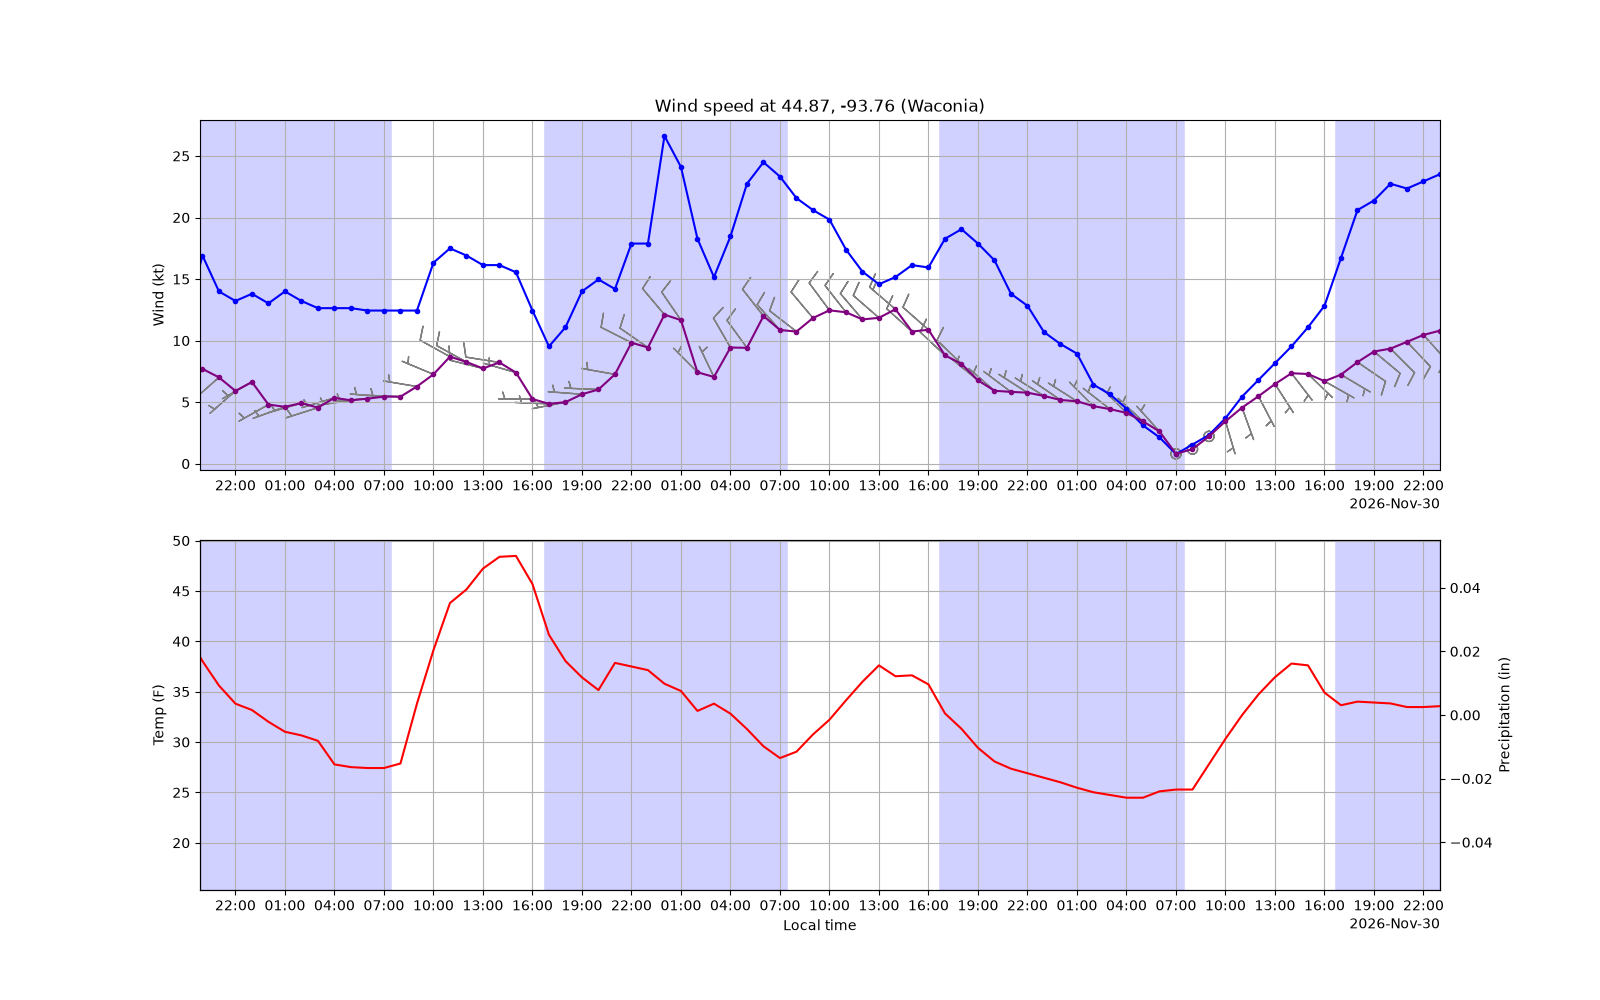 Wind speed at 44.87, -93.76 (Waconia)
Wind (kt)
25
20
15
10
5
0
22:00 01:00 04:00 07:00 10:00 13:00 16:00 19:00 22:00 01:00 04:00 07:00 10:00 13:00 16:00 19:00 22:00 01:00 04:00 07:00 10:00 13:00 16:00 19:00 22:00
2026-Nov-30
Temp (F)
50
45
40
35
30
25
20
0.04
0.02
0.00
−0.02
−0.04
Precipitation (in)
22:00 01:00 04:00 07:00 10:00 13:00 16:00 19:00 22:00 01:00 04:00 07:00 10:00 13:00 16:00 19:00 22:00 01:00 04:00 07:00 10:00 13:00 16:00 19:00 22:00
Local time
2026-Nov-30